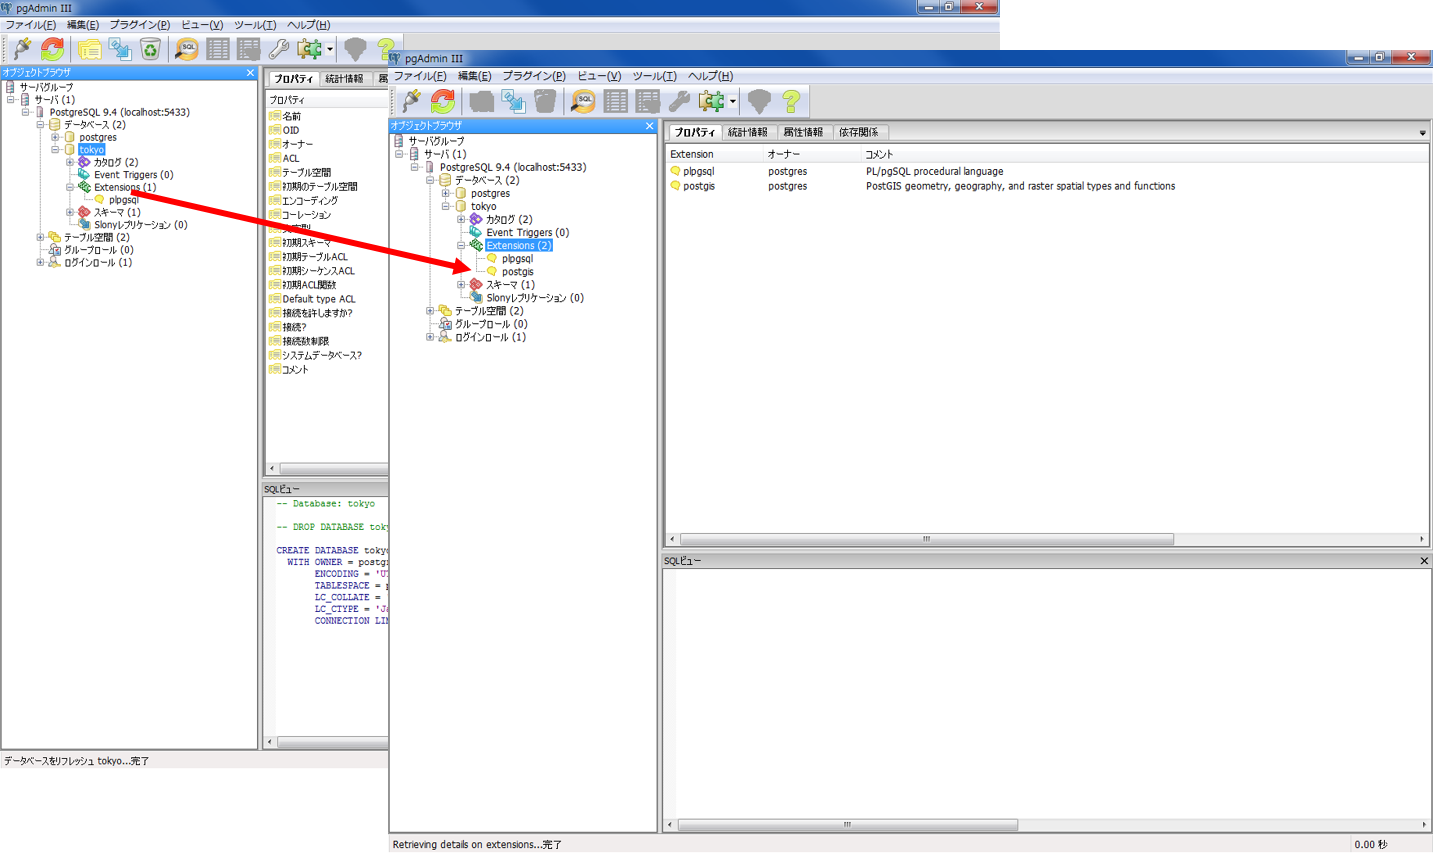 pgAdmin III
ファイル(F) 編集(E) プラグイン(P) ビュー(V) ツール(T) ヘルプ(H)
SQL
オブジェクトブラウザ
サーバグループ
サーバ (1)
PostgreSQL 9.4 (localhost:5433)
データベース (2)
postgres
tokyo
カタログ (2)
Event Triggers (0)
Extensions (1)
plpgsql
スキーマ (1)
Slonyレプリケーション (0)
テーブル空間 (2)
グループロール (0)
ログインロール (1)
プロパティ 統計情報
プロパティ
名前
OID
オーナー
ACL
テーブル空間
初期のテーブル空間
エンコーディング
コーレーション
初期スキーマ
初期テーブルACL
初期シーケンスACL
初期ACL関数
Default type ACL
接続を許しますか?
接続?
接続数制限
システムデータベース?
コメント
SQLビュー
-- Database: tokyo
-- DROP DATABASE toky
CREATE DATABASE tokyo
WITH OWNER = postgr
ENCODING = 'U
TABLESPACE = p
LC_COLLATE =
LC_CTYPE = 'Ja
CONNECTION LIM
データベースをリフレッシュ tokyo...完了
pgAdmin III
ファイル(F) 編集(E) プラグイン(P) ビュー(V) ツール(T) ヘルプ(H)
SQL
オブジェクトブラウザ
サーバグループ
サーバ (1)
PostgreSQL 9.4 (localhost:5433)
データベース (2)
postgres
tokyo
カタログ (2)
Event Triggers (0)
Extensions (2)
plpgsql
postgis
スキーマ (1)
Slonyレプリケーション (0)
テーブル空間 (2)
グループロール (0)
ログインロール (1)
プロパティ 統計情報 属性情報 依存関係
Extension オーナー コメント
plpgsql postgres PL/pgSQL procedural language
postgis postgres PostGIS geometry, geography, and raster spatial types and functions
SQLビュー
Retrieving details on extensions...完了 0.00 秒